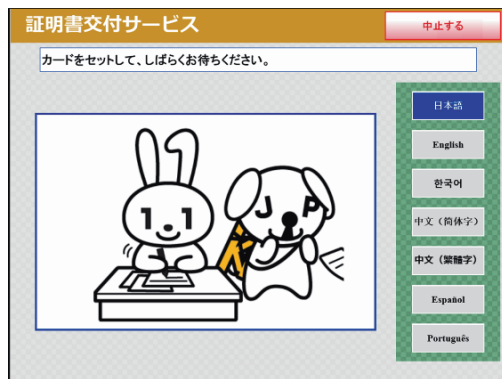 証明書交付サービス
中止する
カードをセットして、しばらくお待ちください。
日本語
English
한국어
中文（简体字）
中文（繁體字）
Español
Português
1 1
J P
K